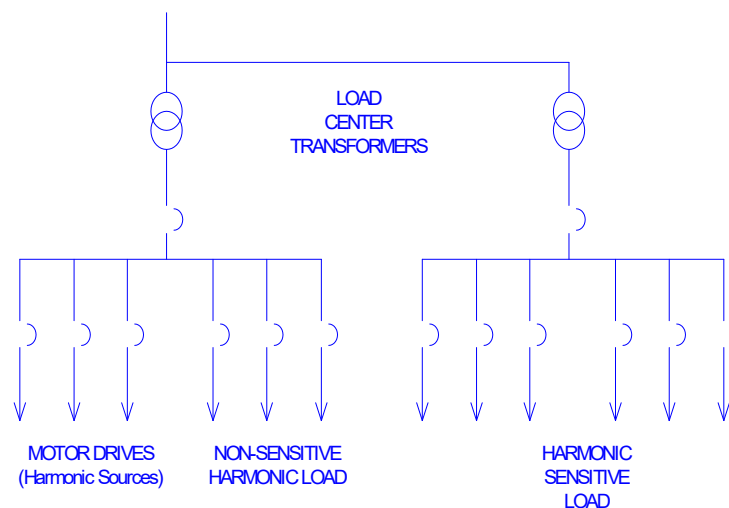 LOAD
CENTER
TRANSFORMERS
MOTOR DRIVES
(Harmonic Sources)
NON-SENSITIVE
HARMONIC LOAD
HARMONIC
SENSITIVE
LOAD